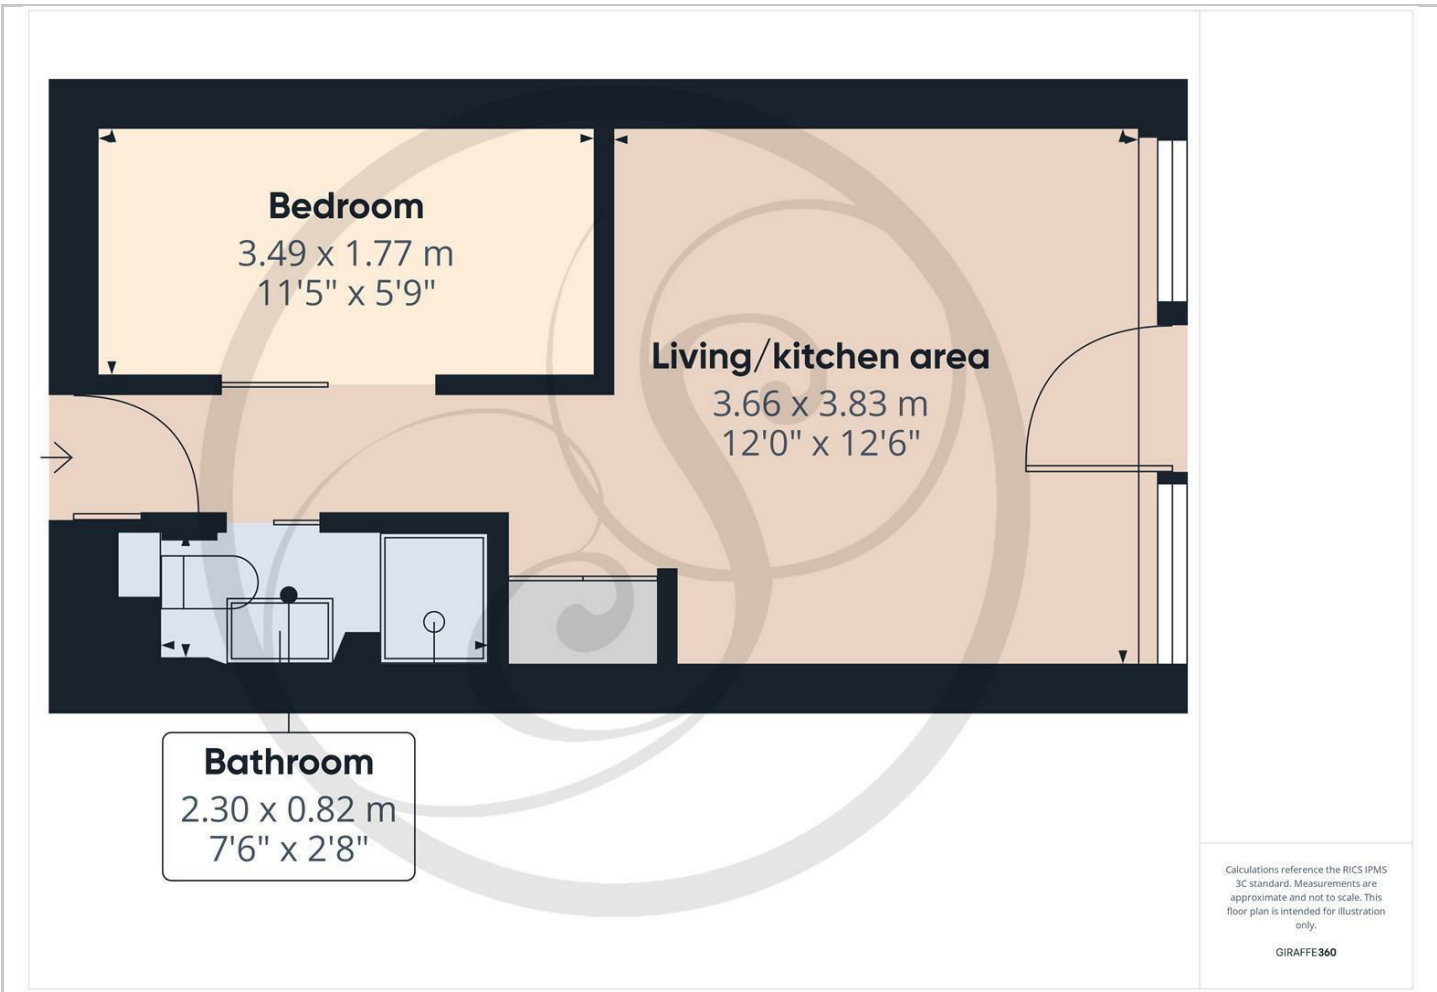 Bedroom
3.49 x 1.77 m
11'5" x 5'9"
Living/kitchen area
3.66 x 3.83 m
12'0" x 12'6"
Bathroom
2.30 x 0.82 m
7'6" x 2'8"
Calculations reference the RICS IPMS
3C standard. Measurements are
approximate and not to scale. This
floor plan is intended for illustration
only.
GIRAFFE360